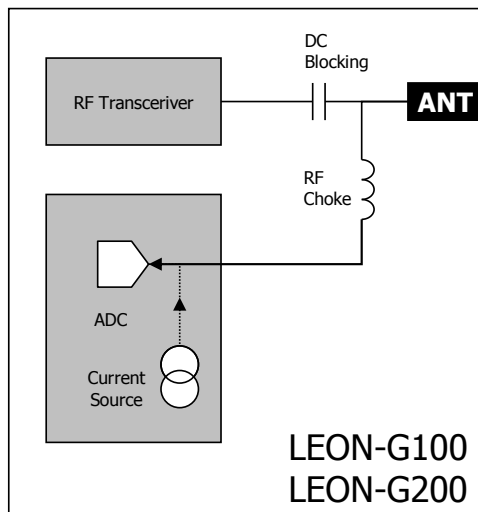 DC
Blocking
RF Transceriver
ANT
RF
Choke
ADC
Current
Source
LEON-G100
LEON-G200